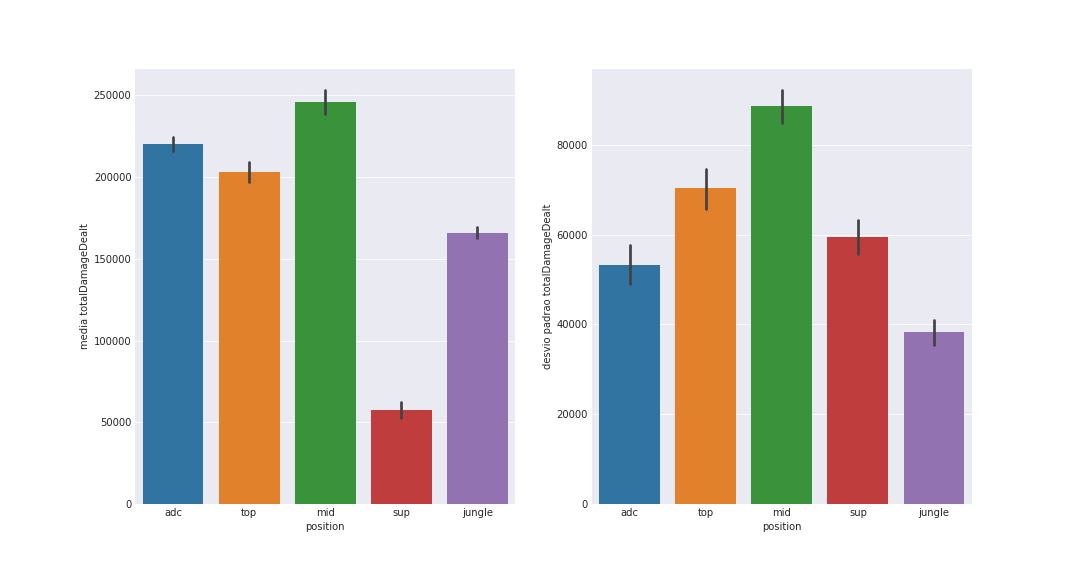 250000
200000
150000
100000
50000
0
media totalDamageDealt
adc top mid sup jungle
position
80000
60000
40000
20000
0
desvio padrao totalDamageDealt
adc top mid sup jungle
position